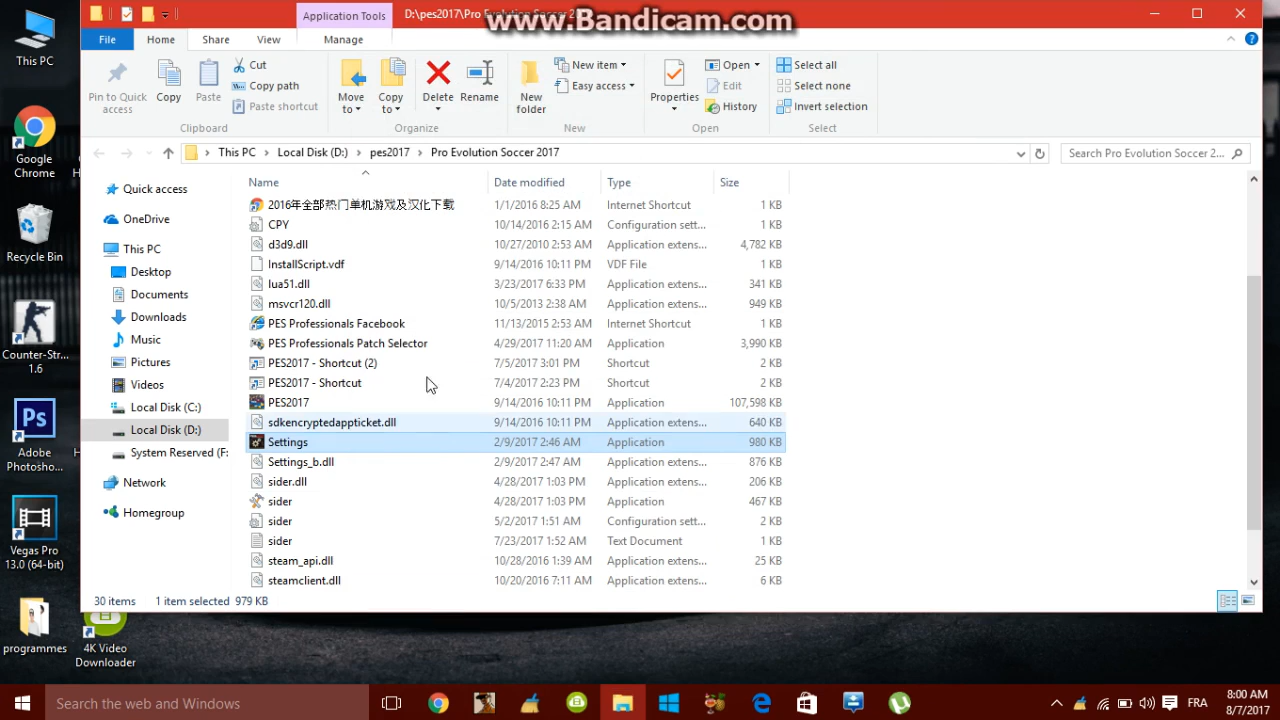 Application Tools
D:\pes2017\Pro Evolution Soccer 2
www.Bandicam.com
File
Home
Share
View
Manage
Pin to Quick access
Copy
Paste
Cut
Copy path
Paste shortcut
Clipboard
Move to
Copy to
Delete
Rename
Organize
New folder
New item
Easy access
New
Properties
Open
Edit
History
Open
Select all
Select none
Invert selection
Select
This PC
Local Disk (D:)
pes2017
Pro Evolution Soccer 2017
Search Pro Evolution Soccer 2...
Quick access
OneDrive
This PC
Desktop
Documents
Downloads
Music
Pictures
Videos
Local Disk (C:)
Local Disk (D:)
System Reserved (F:
Network
Homegroup
Name Date modified Type Size
2016年全部热门单机游戏及汉化下载 1/1/2016 8:25 AM Internet Shortcut 1 KB
CPY 10/14/2016 2:15 AM Configuration sett... 1 KB
d3d9.dll 10/27/2010 2:53 AM Application extens... 4,782 KB
InstallScript.vdf 9/14/2016 10:11 PM VDF File 1 KB
lua51.dll 3/23/2017 6:33 PM Application extens... 341 KB
msvcr120.dll 10/5/2013 2:38 AM Application extens... 949 KB
PES Professionals Facebook 11/13/2015 2:53 AM Internet Shortcut 1 KB
PES Professionals Patch Selector 4/29/2017 11:20 AM Application 3,990 KB
PES2017 - Shortcut (2) 7/5/2017 3:01 PM Shortcut 2 KB
PES2017 - Shortcut 7/4/2017 2:23 PM Shortcut 2 KB
PES2017 9/14/2016 10:11 PM Application 107,598 KB
sdkencryptedappticket.dll 9/14/2016 10:11 PM Application extens... 640 KB
Settings 2/9/2017 2:46 AM Application 980 KB
Settings_b.dll 2/9/2017 2:47 AM Application extens... 876 KB
sider.dll 4/28/2017 1:03 PM Application extens... 206 KB
sider 4/28/2017 1:03 PM Application 467 KB
sider 5/2/2017 1:51 AM Configuration sett... 2 KB
sider 7/23/2017 1:52 AM Text Document 1 KB
steam_api.dll 10/28/2016 1:39 AM Application extens... 25 KB
steamclient.dll 10/20/2016 7:11 AM Application extens... 6 KB
30 items 1 item selected 979 KB
This PC
Google Chrome
Recycle Bin
Counter-Str... 1.6
Adobe Photosho...
Vegas Pro 13.0 (64-bit)
programmes
4K Video Downloader
Search the web and Windows
FRA
8:00 AM
8/7/2017